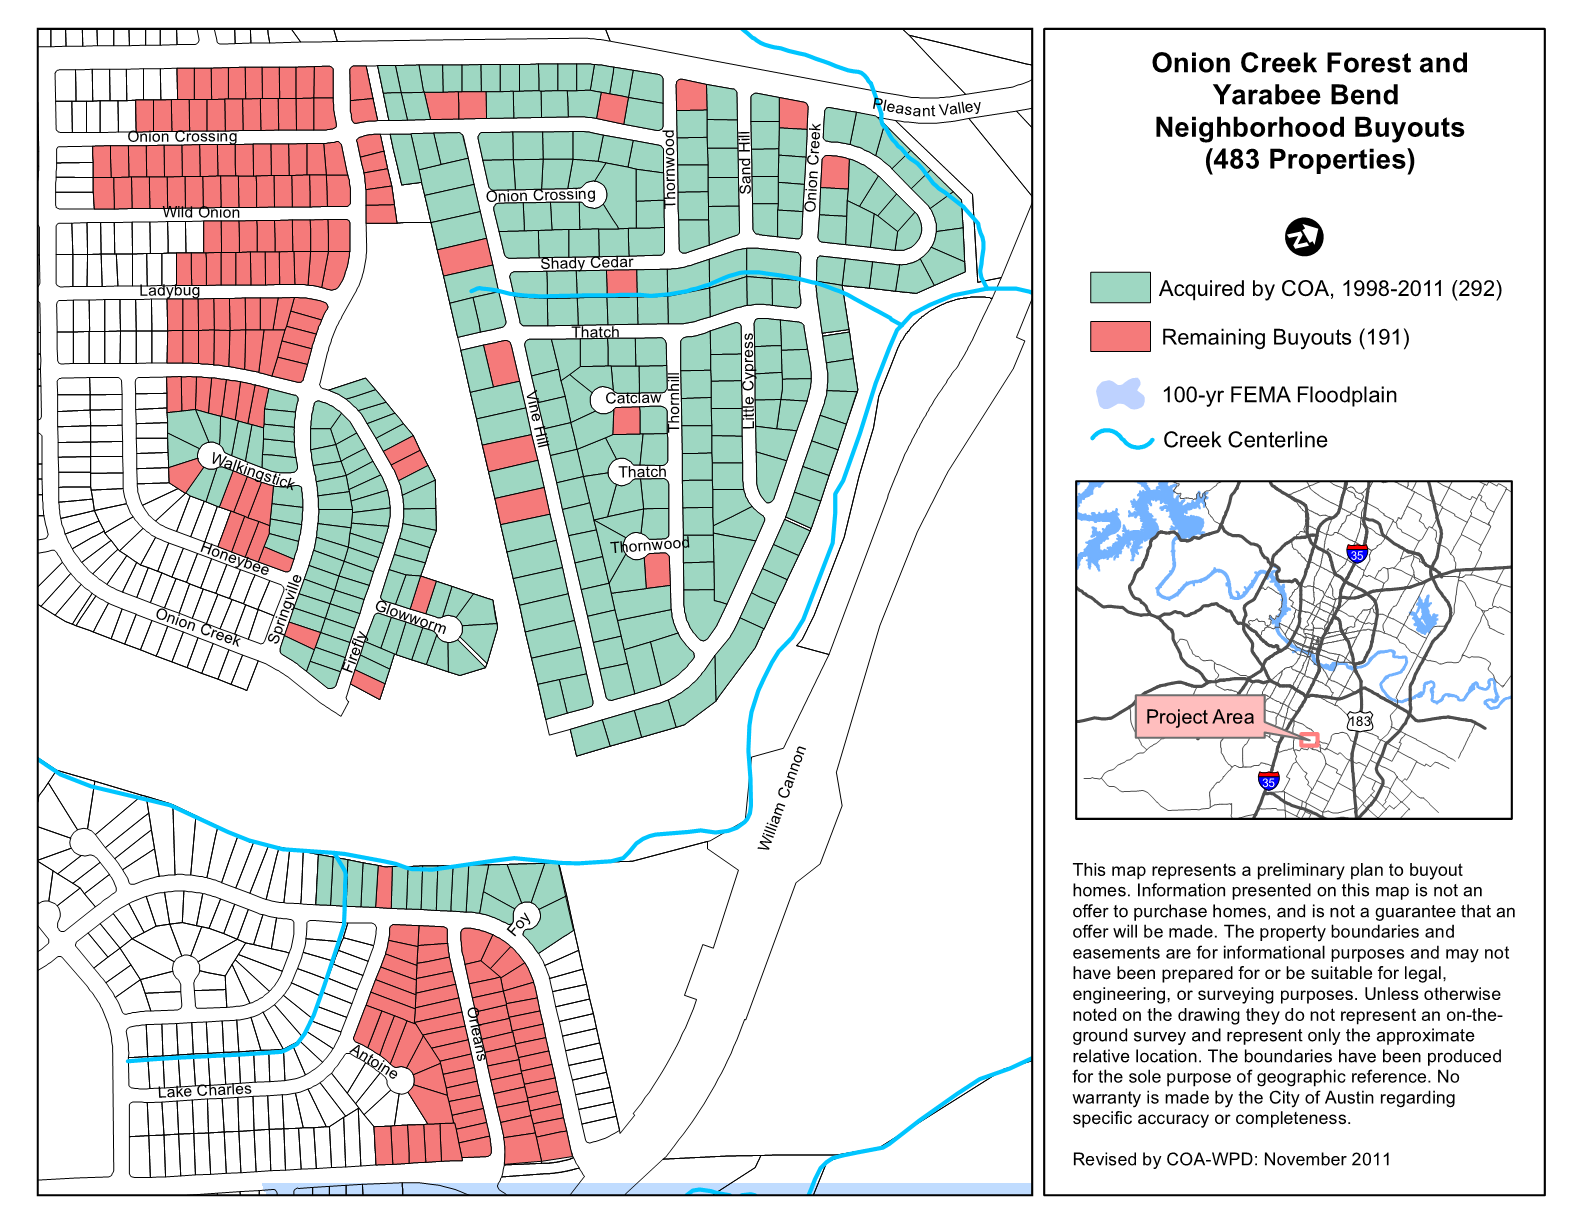 Onion Creek Forest and
Yarabee Bend
Neighborhood Buyouts
(483 Properties)
N
Acquired by COA, 1998-2011 (292)
Remaining Buyouts (191)
100-yr FEMA Floodplain
Creek Centerline
35
183
Project Area
35
This map represents a preliminary plan to buyout
homes. Information presented on this map is not an
offer to purchase homes, and is not a guarantee that an
offer will be made. The property boundaries and
easements are for informational purposes and may not
have been prepared for or be suitable for legal,
engineering, or surveying purposes. Unless otherwise
noted on the drawing they do not represent an on-the-
ground survey and represent only the approximate
relative location. The boundaries have been produced
for the sole purpose of geographic reference. No
warranty is made by the City of Austin regarding
specific accuracy or completeness.
Revised by COA-WPD: November 2011
Pleasant Valley
Onion Crossing
Thornwood
Sand Hill
Onion Creek
Onion Crossing
Wild Onion
Shady Cedar
Ladybug
Thatch
Little Cypress
Catclaw
Thornhill
Vine Hill
Walkingstick
Thatch
Thornwood
Honeybee
Springville
Glowworm
Onion Creek
Firefly
William Cannon
Foy
Orleans
Antoine
Lake Charles